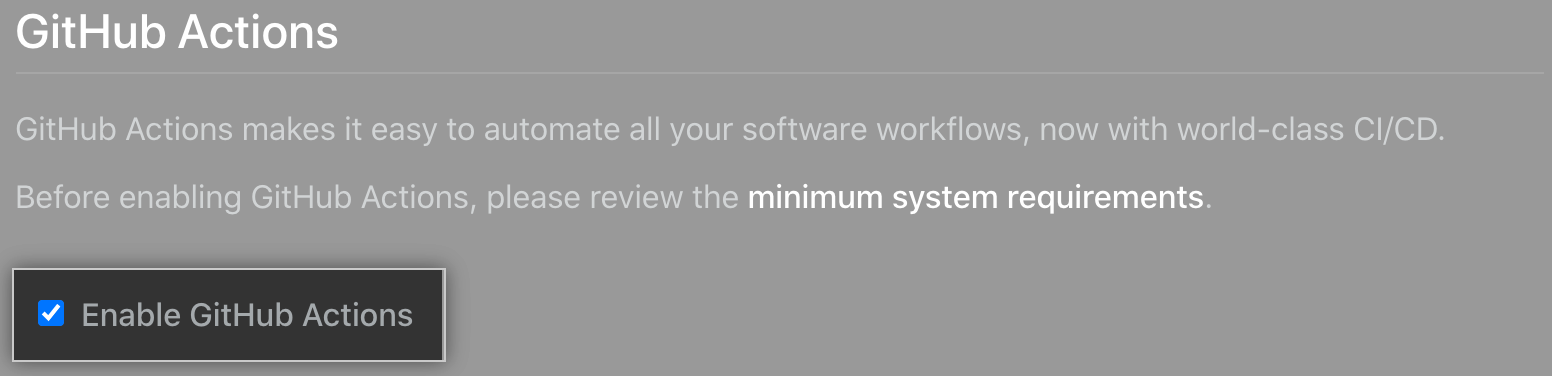 GitHub Actions
GitHub Actions makes it easy to automate all your software workflows, now with world-class CI/CD.
Before enabling GitHub Actions, please review the minimum system requirements.
Enable GitHub Actions